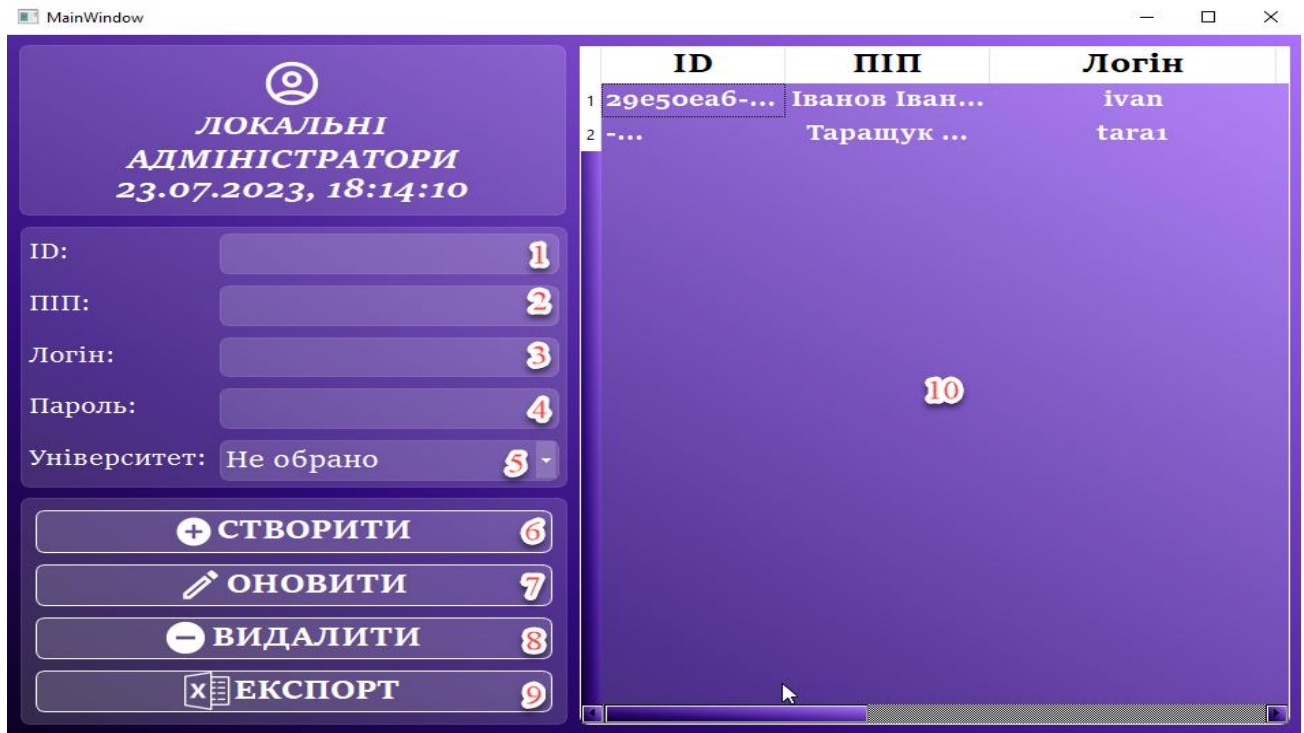 MainWindow
ЛОКАЛЬНІ
АДМІНІСТРАТОРИ
23.07.2023, 18:14:10
ID: 1
ПІП: 2
Логін: 3
Пароль: 4
Університет: Не обрано 5
СТВОРИТИ 6
ОНОВИТИ 7
ВИДАЛИТИ 8
X ЕКСПОРТ 9
ID ПІП Логін
1 29e50ea6-... Іванов Іван... ivan
2 -... Таращук ... tara1
10